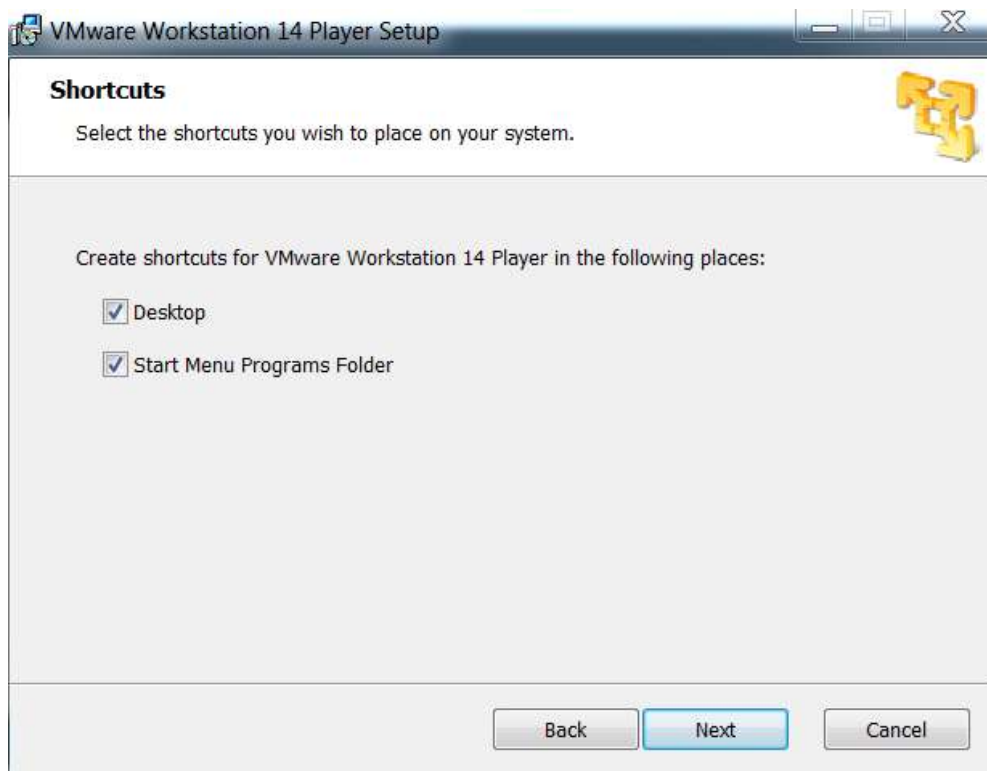 VMware Workstation 14 Player Setup
Shortcuts
Select the shortcuts you wish to place on your system.
Create shortcuts for VMware Workstation 14 Player in the following places:
Desktop
Start Menu Programs Folder
Back Next Cancel